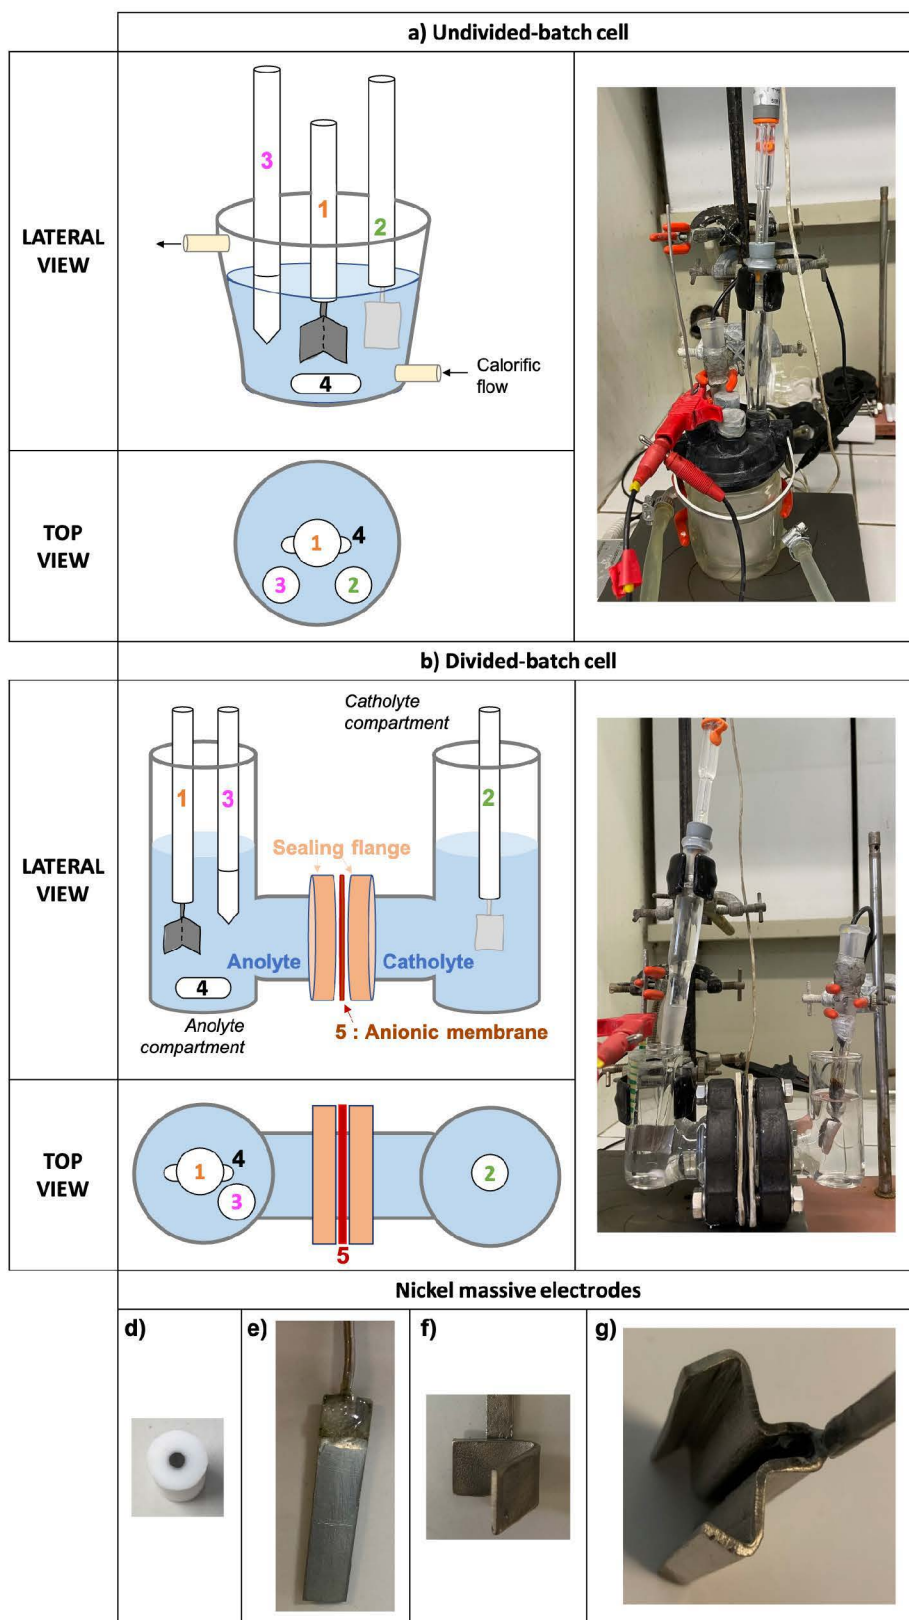 a) Undivided-batch cell
LATERAL
VIEW
3
1
2
4
Calorific
flow
TOP
VIEW
1
4
3
2
b) Divided-batch cell
LATERAL
VIEW
Catholyte
compartment
1
3
2
Sealing flange
Anolyte
Catholyte
4
Anolyte
compartment
5 : Anionic membrane
TOP
VIEW
1
4
3
2
5
Nickel massive electrodes
d)
e)
f)
g)